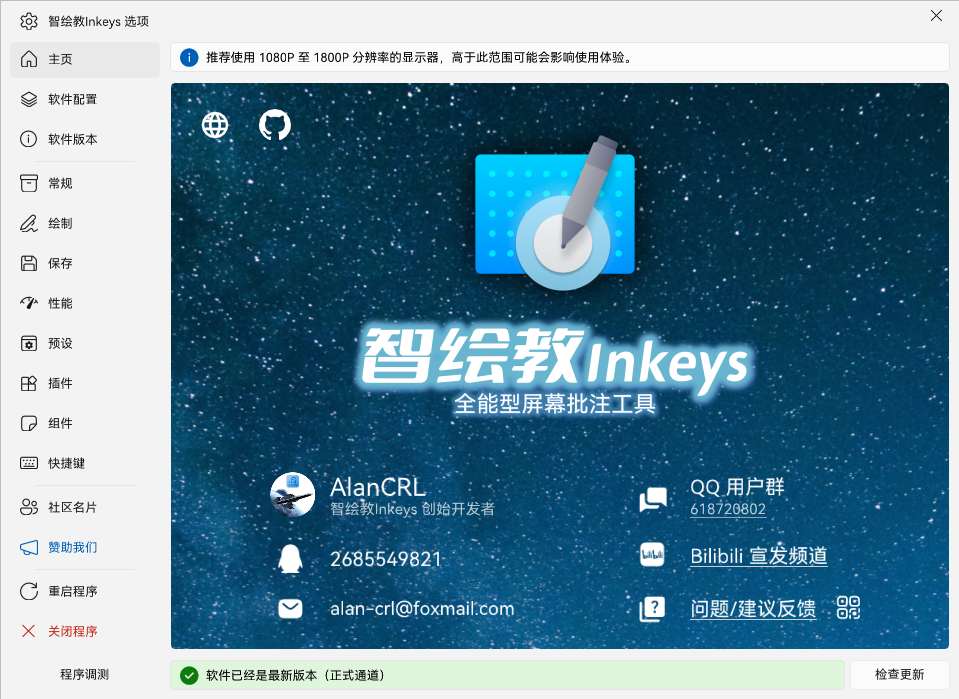 智绘教Inkeys 选项
主页
软件配置
软件版本
常规
绘制
保存
性能
预设
插件
组件
快捷键
社区名片
赞助我们
重启程序
关闭程序
程序调测
推荐使用 1080P 至 1800P 分辨率的显示器，高于此范围可能会影响使用体验。
智绘教Inkeys
全能型屏幕批注工具
AlanCRL
智绘教Inkeys 创始开发者
2685549821
alan-crl@foxmail.com
QQ 用户群
618720802
bilibili
Bilibili 宣发频道
问题/建议反馈
软件已经是最新版本（正式通道）
检查更新